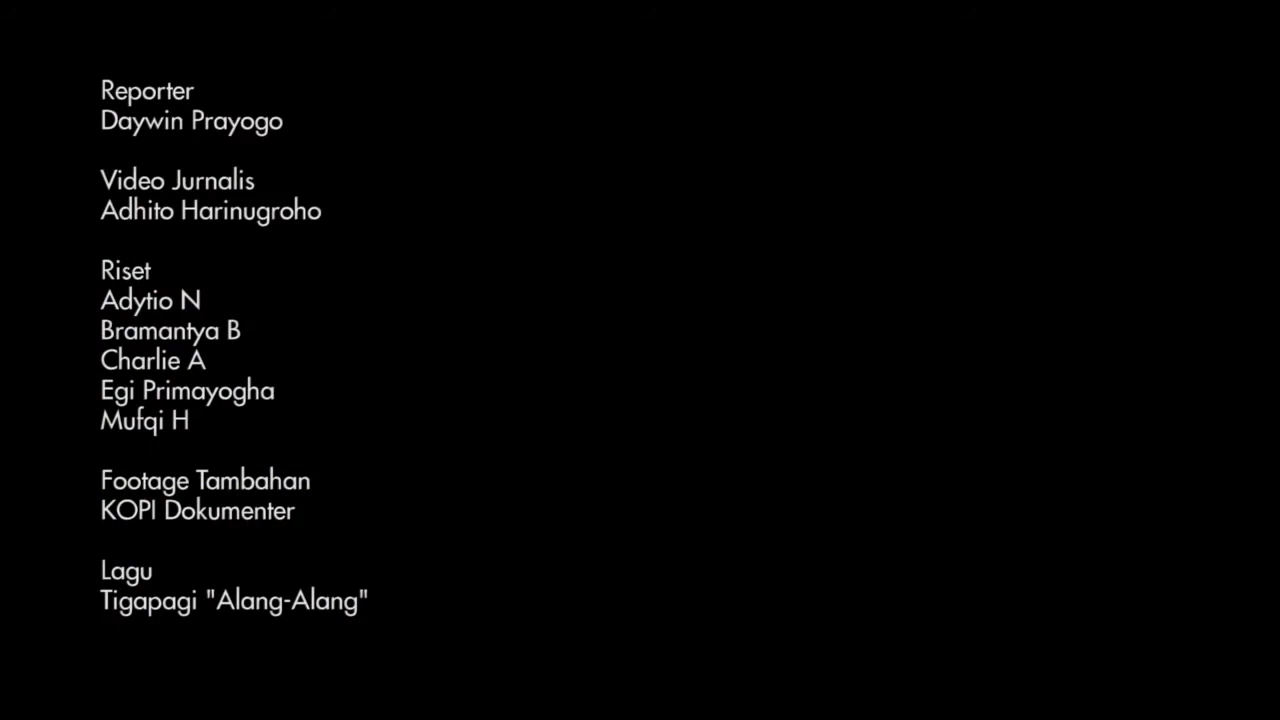 Reporter
Daywin Prayogo
Video Jurnalis
Adhito Harinugroho
Riset
Adytio N
Bramantya B
Charlie A
Egi Primayogha
Mufqi H
Footage Tambahan
KOPI Dokumenter
Lagu
Tigapagi "Alang-Alang"